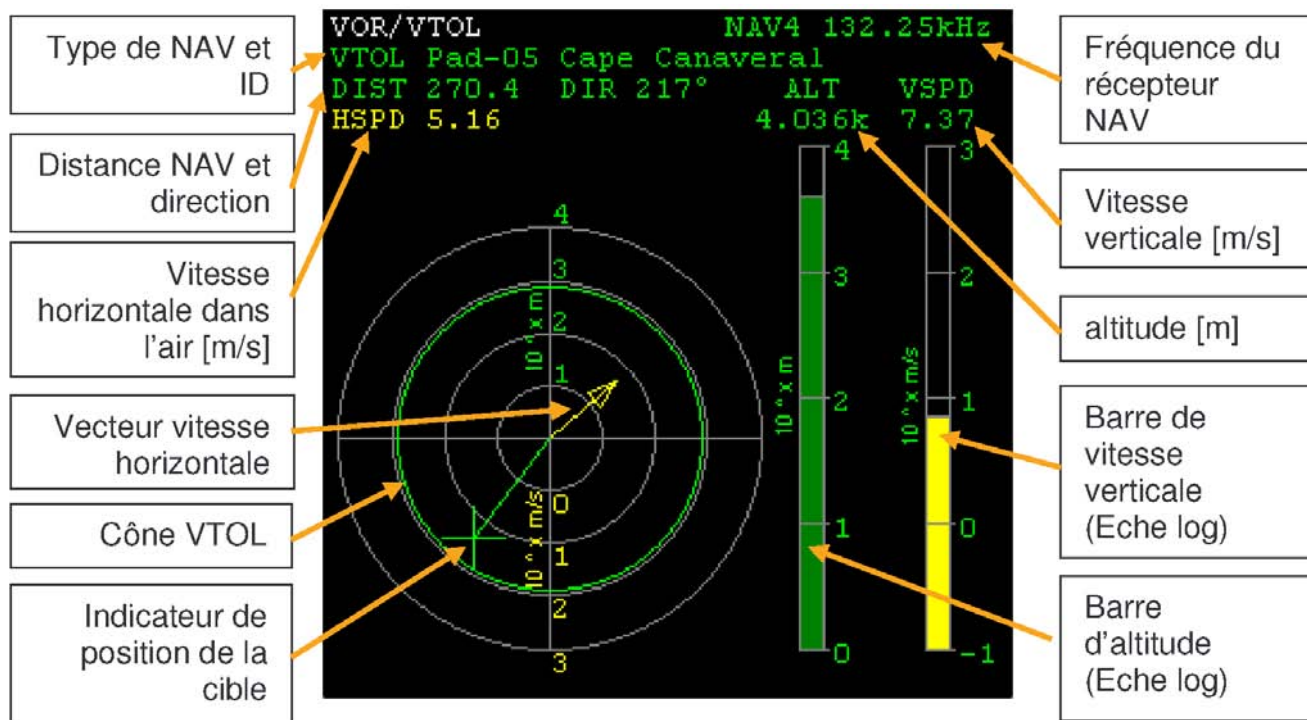 Type de NAV et
ID
Distance NAV et
direction
Vitesse
horizontale dans
l'air [m/s]
Vecteur vitesse
horizontale
Cône VTOL
Indicateur de
position de la
cible
VOR/VTOL NAV4 132.25kHz
VTOL Pad-05 Cape Canaveral
DIST 270.4 DIR 217° ALT VSPD
HSPD 5.16 4.036k 7.37
4
3
2
1
10^x m
0
1
2
3
10^x m/s
4
3
2
1
0
10^x m
3
2
1
0
-1
10^x m/s
Fréquence du
récepteur
NAV
Vitesse
verticale [m/s]
altitude [m]
Barre de
vitesse
verticale
(Eche log)
Barre
d'altitude
(Eche log)